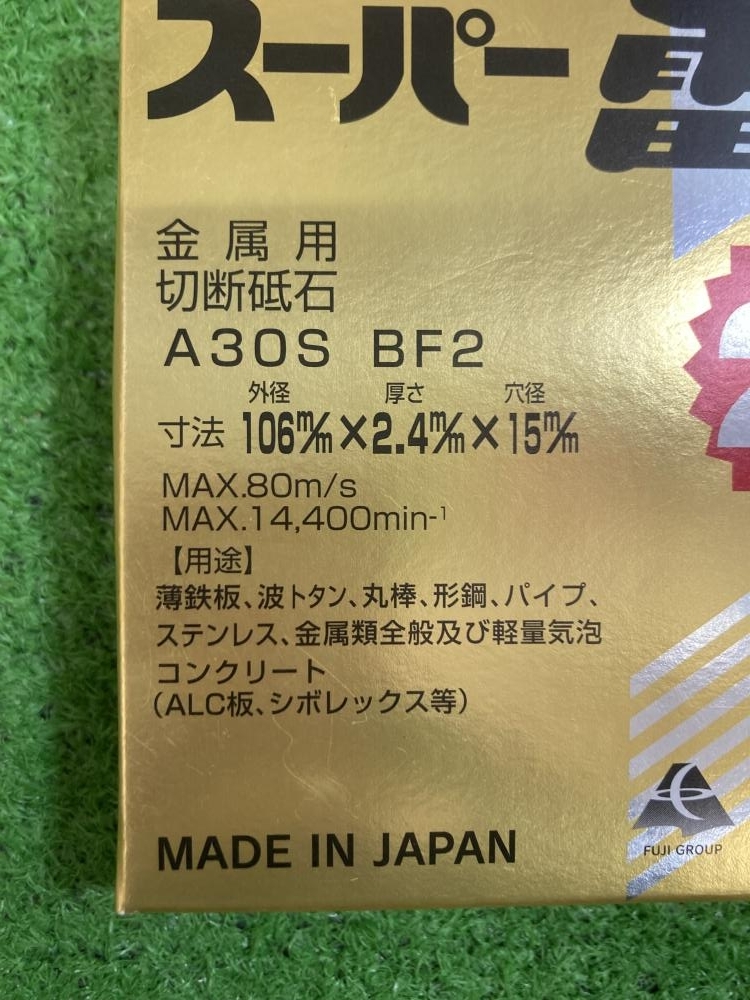 スーパー
金属用
切断砥石
A30S BF2
外径 厚さ 穴径
寸法 106m/m×2.4m/m×15m/m
MAX.80m/s
MAX.14,400min-1
【用途】
薄鉄板、波トタン、丸棒、形鋼、パイプ、
ステンレス、金属類全般及び軽量気泡
コンクリート
(ALC板、シボレックス等)
MADE IN JAPAN
FUJI GROUP